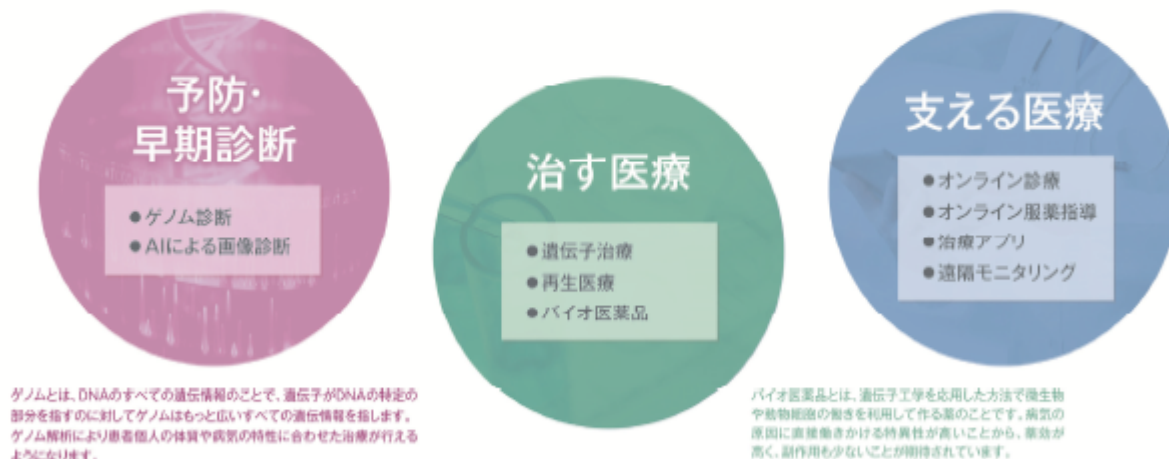 予防・
早期診断
●ゲノム診断
●AIによる画像診断
治す医療
●遺伝子治療
●再生医療
●バイオ医薬品
支える医療
●オンライン診療
●オンライン服薬指導
●治療アプリ
●遠隔モニタリング
ゲノムとは、DNAのすべての遺伝情報のことで、遺伝子がDNAの特定の
部分を指すのに対してゲノムはもっと広いすべての遺伝情報を指します。
ゲノム解析により患者個人の体質や病気の特性に合わせた治療が行える
ようになります。
バイオ医薬品とは、遺伝子工学を応用した方法で微生物
や動物細胞の働きを利用して作る薬のことです。病気の
原因に直接働きかける特異性が高いことから、薬効が
高く、副作用も少ないことが期待されています。